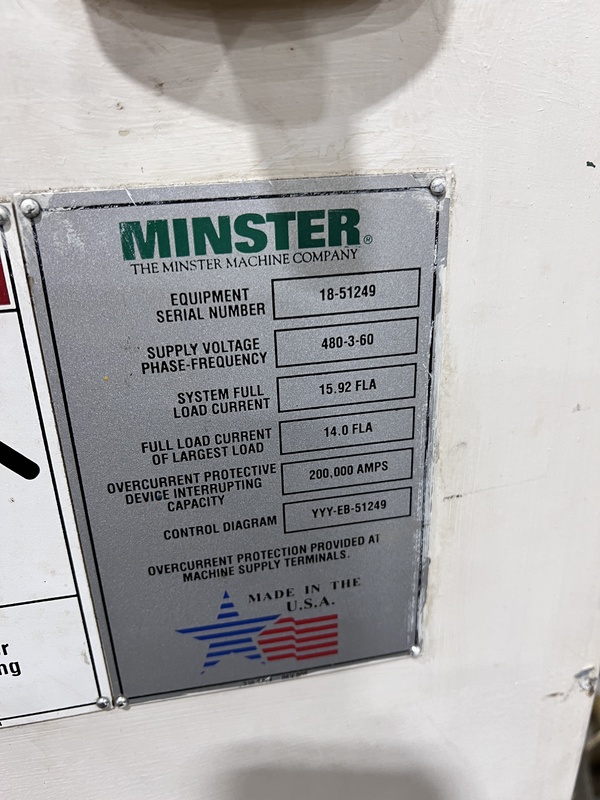 MINSTER®
THE MINSTER MACHINE COMPANY
EQUIPMENT
SERIAL NUMBER
18-51249
SUPPLY VOLTAGE
PHASE-FREQUENCY
480-3-60
SYSTEM FULL
LOAD CURRENT
15.92 FLA
FULL LOAD CURRENT
OF LARGEST LOAD
14.0 FLA
OVERCURRENT PROTECTIVE
DEVICE INTERRUPTING
CAPACITY
200,000 AMPS
CONTROL DIAGRAM
YYY-EB-51249
OVERCURRENT PROTECTION PROVIDED AT
MACHINE SUPPLY TERMINALS.
MADE IN THE
U.S.A.